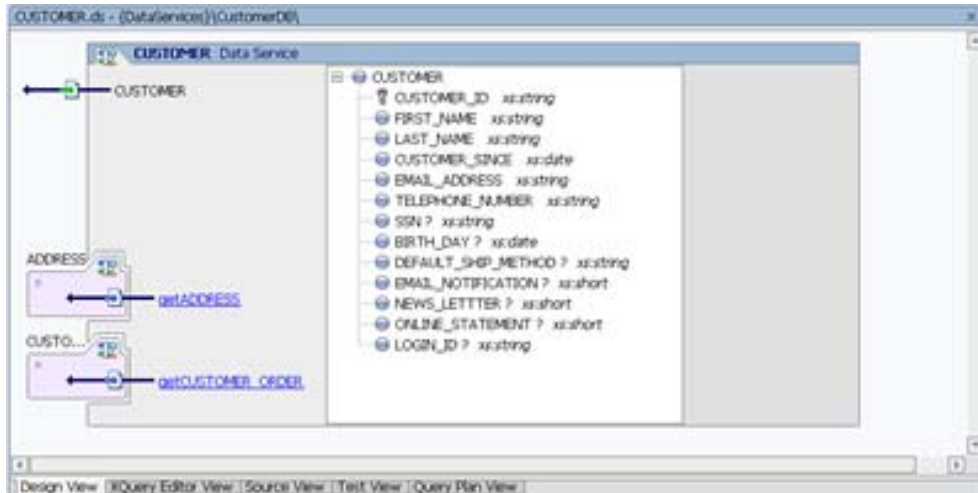 CUSTOMER.ds - {DataServices}\CustomerDB\
CUSTOMER Data Service
CUSTOMER
CUSTOMER
CUSTOMER_ID xs:string
FIRST_NAME xs:string
LAST_NAME xs:string
CUSTOMER_SINCE xs:date
EMAIL_ADDRESS xs:string
TELEPHONE_NUMBER xs:string
SSN ? xs:string
BIRTH_DAY ? xs:date
DEFAULT_SHIP_METHOD ? xs:string
EMAIL_NOTIFICATION ? xs:short
NEWS_LETTTER ? xs:short
ONLINE_STATEMENT ? xs:short
LOGIN_ID ? xs:string
ADDRESS
getADDRESS
CUSTO...
getCUSTOMER_ORDER
Design View XQuery Editor View Source View Test View Query Plan View